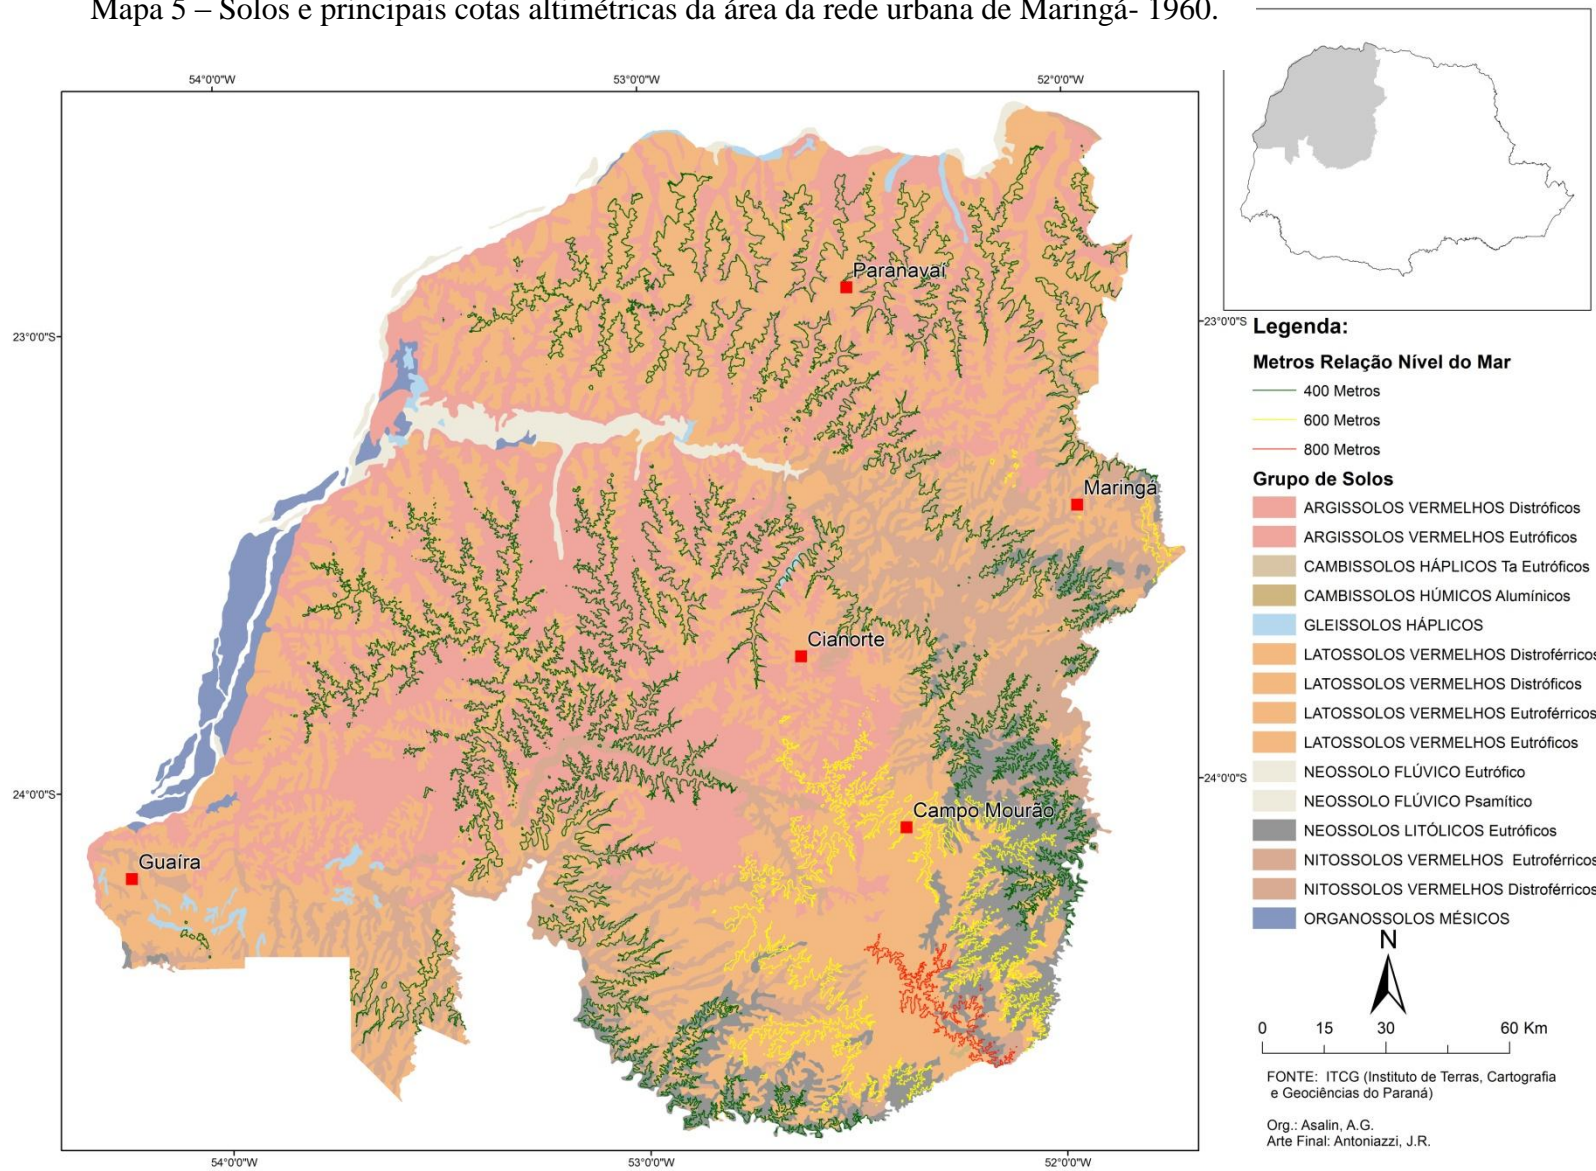 Mapa 5 – Solos e principais cotas altimétricas da área da rede urbana de Maringá- 1960.
54°0'0"W
53°0'0"W
52°0'0"W
23°0'0"S
23°0'0"S
24°0'0"S
24°0'0"S
54°0'0"W
53°0'0"W
52°0'0"W
Paranavaí
Maringá
Cianorte
Campo Mourão
Guaíra
Legenda:
Metros Relação Nível do Mar
400 Metros
600 Metros
800 Metros
Grupo de Solos
ARGISSOLOS VERMELHOS Distróficos
ARGISSOLOS VERMELHOS Eutróficos
CAMBISSOLOS HÁPLICOS Ta Eutróficos
CAMBISSOLOS HÚMICOS Alumínicos
GLEISSOLOS HÁPLICOS
LATOSSOLOS VERMELHOS Distroférricos
LATOSSOLOS VERMELHOS Distróficos
LATOSSOLOS VERMELHOS Eutroférricos
LATOSSOLOS VERMELHOS Eutróficos
NEOSSOLO FLÚVICO Eutrófico
NEOSSOLO FLÚVICO Psamítico
NEOSSOLOS LITÓLICOS Eutróficos
NITOSSOLOS VERMELHOS Eutroférricos
NITOSSOLOS VERMELHOS Distroférricos
ORGANOSSOLOS MÉSICOS
N
0 15 30 60 Km
FONTE: ITCG (Instituto de Terras, Cartografia
e Geociências do Paraná)
Org.: Asalin, A.G.
Arte Final: Antoniazzi, J.R.